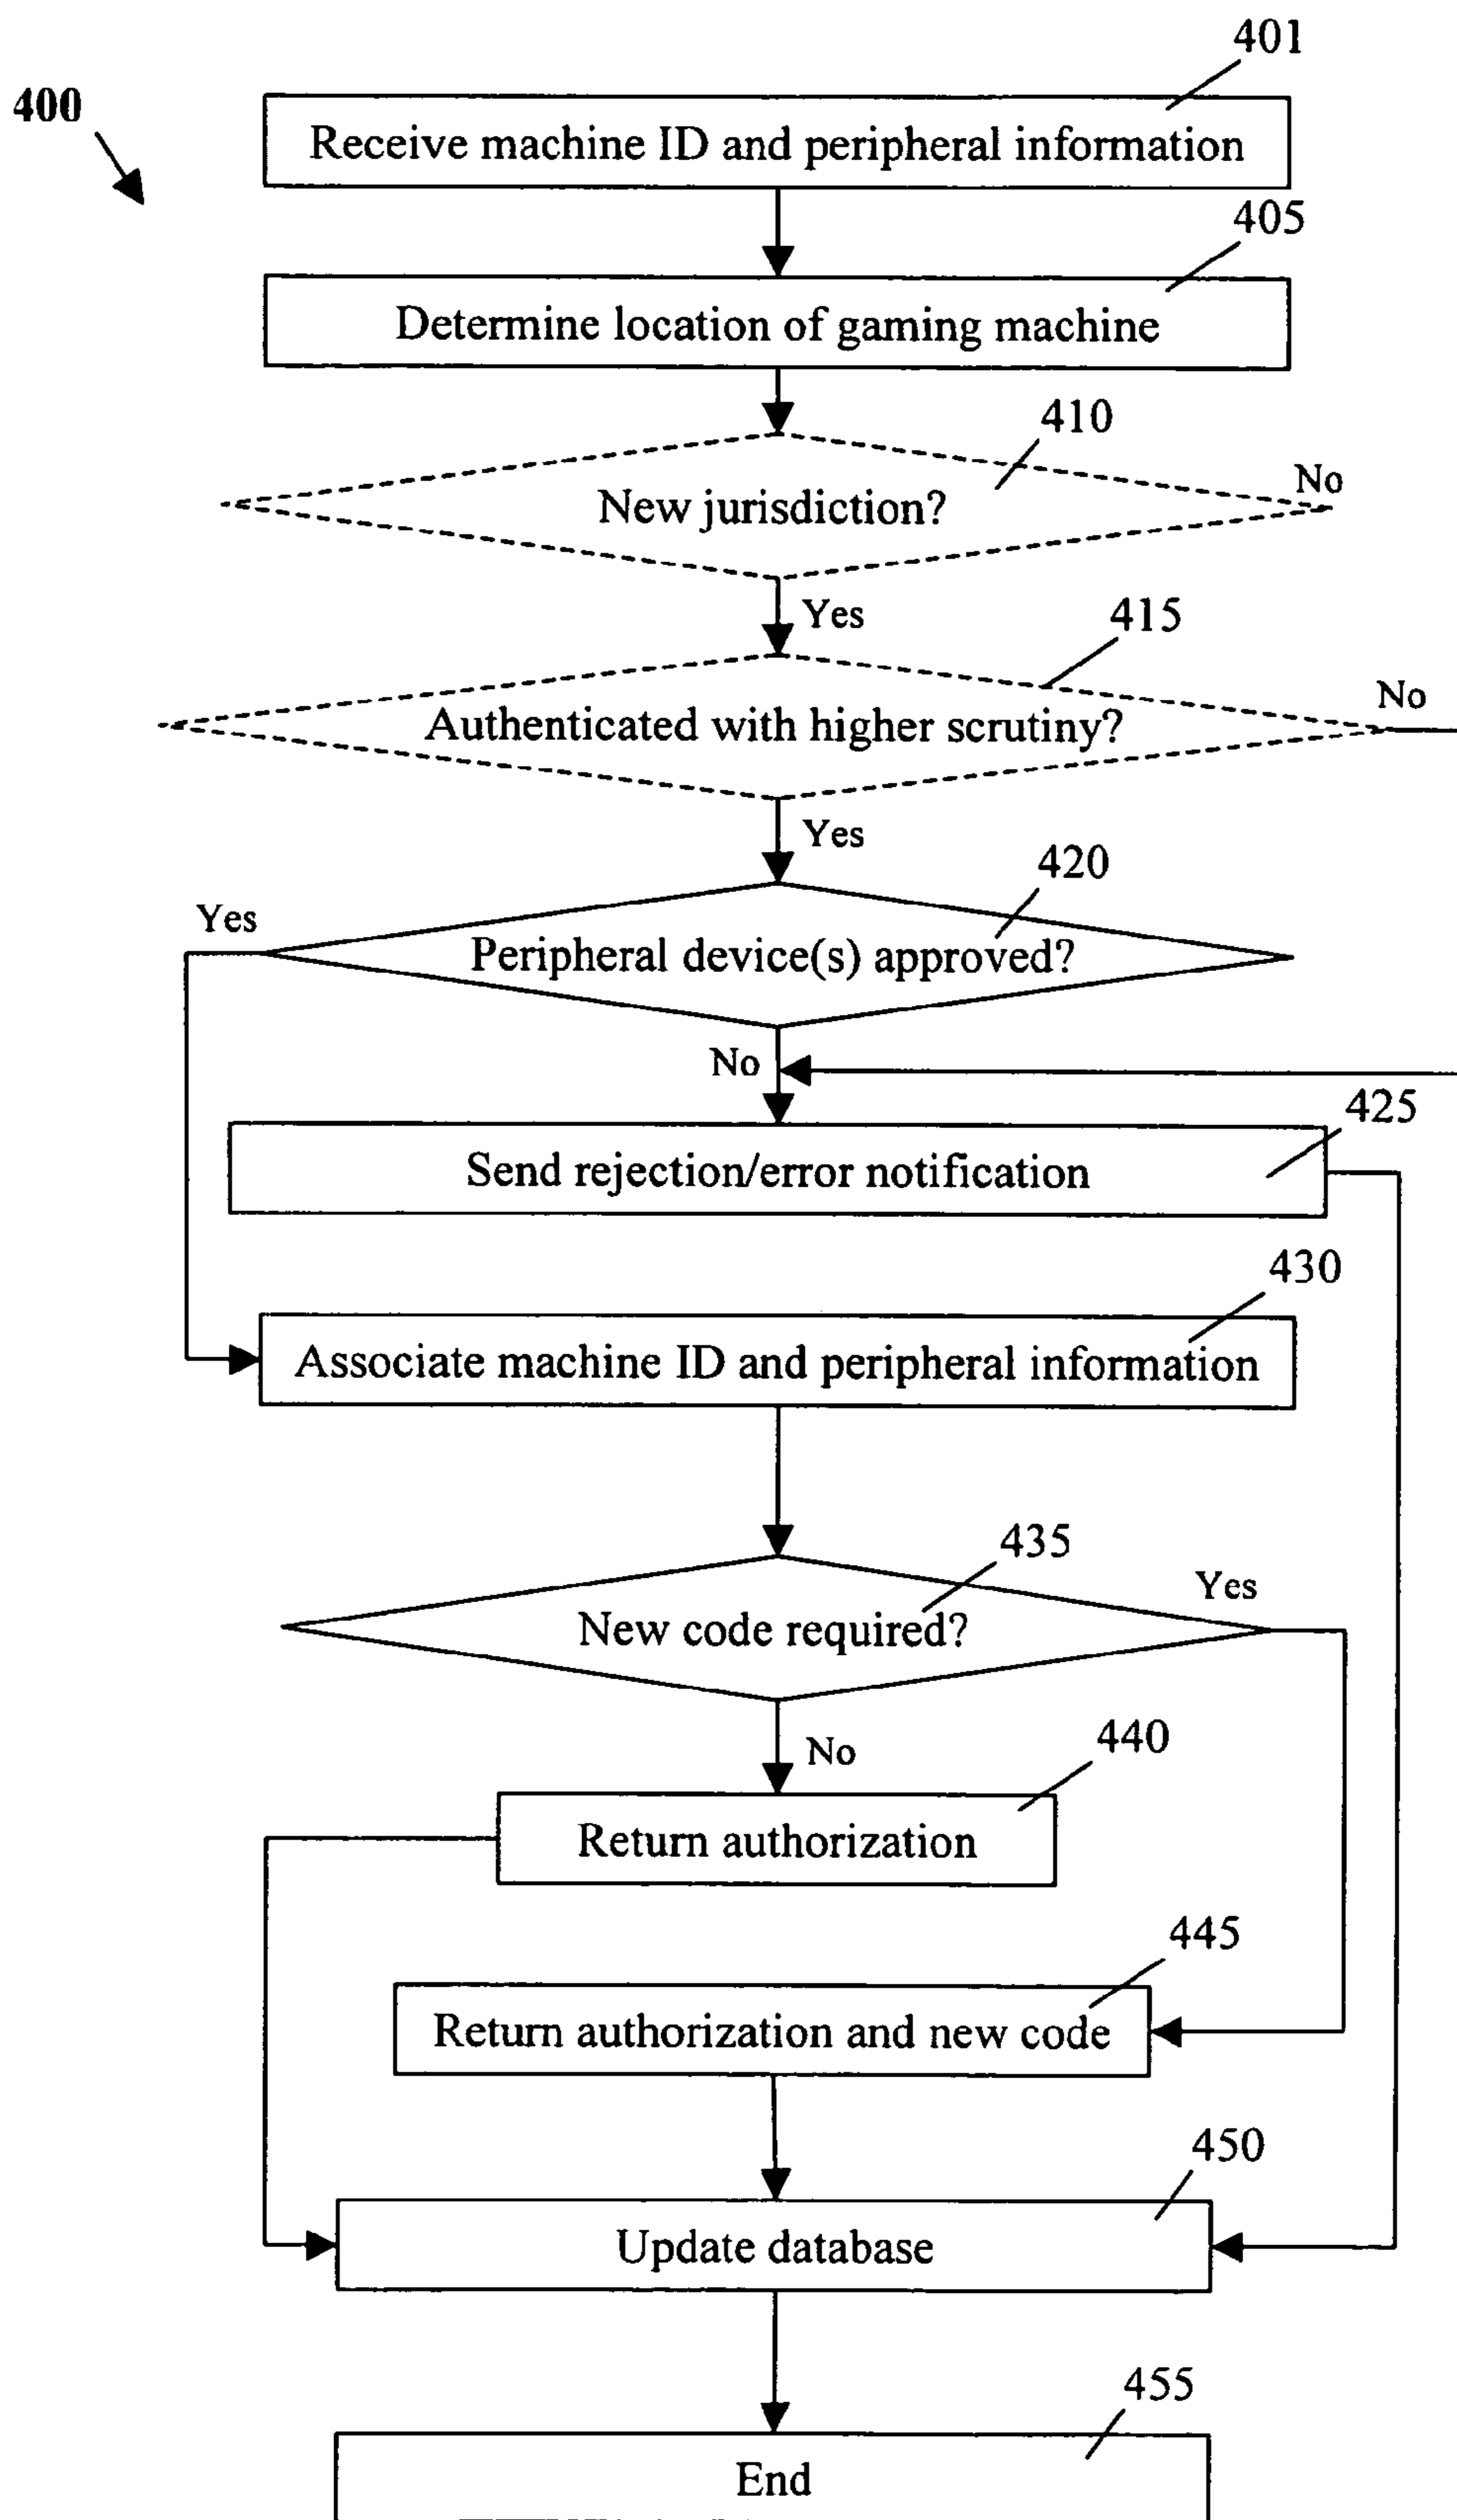 401
400
Receive machine ID and peripheral information
405
Determine location of gaming machine
410
No
New jurisdiction?
Yes
415
No
Authenticated with higher scrutiny?
Yes
420
Yes
Peripheral device(s) approved?
No
425
Send rejection/error notification
430
Associate machine ID and peripheral information
435
Yes
New code required?
No
440
Return authorization
445
Return authorization and new code
450
Update database
455
End